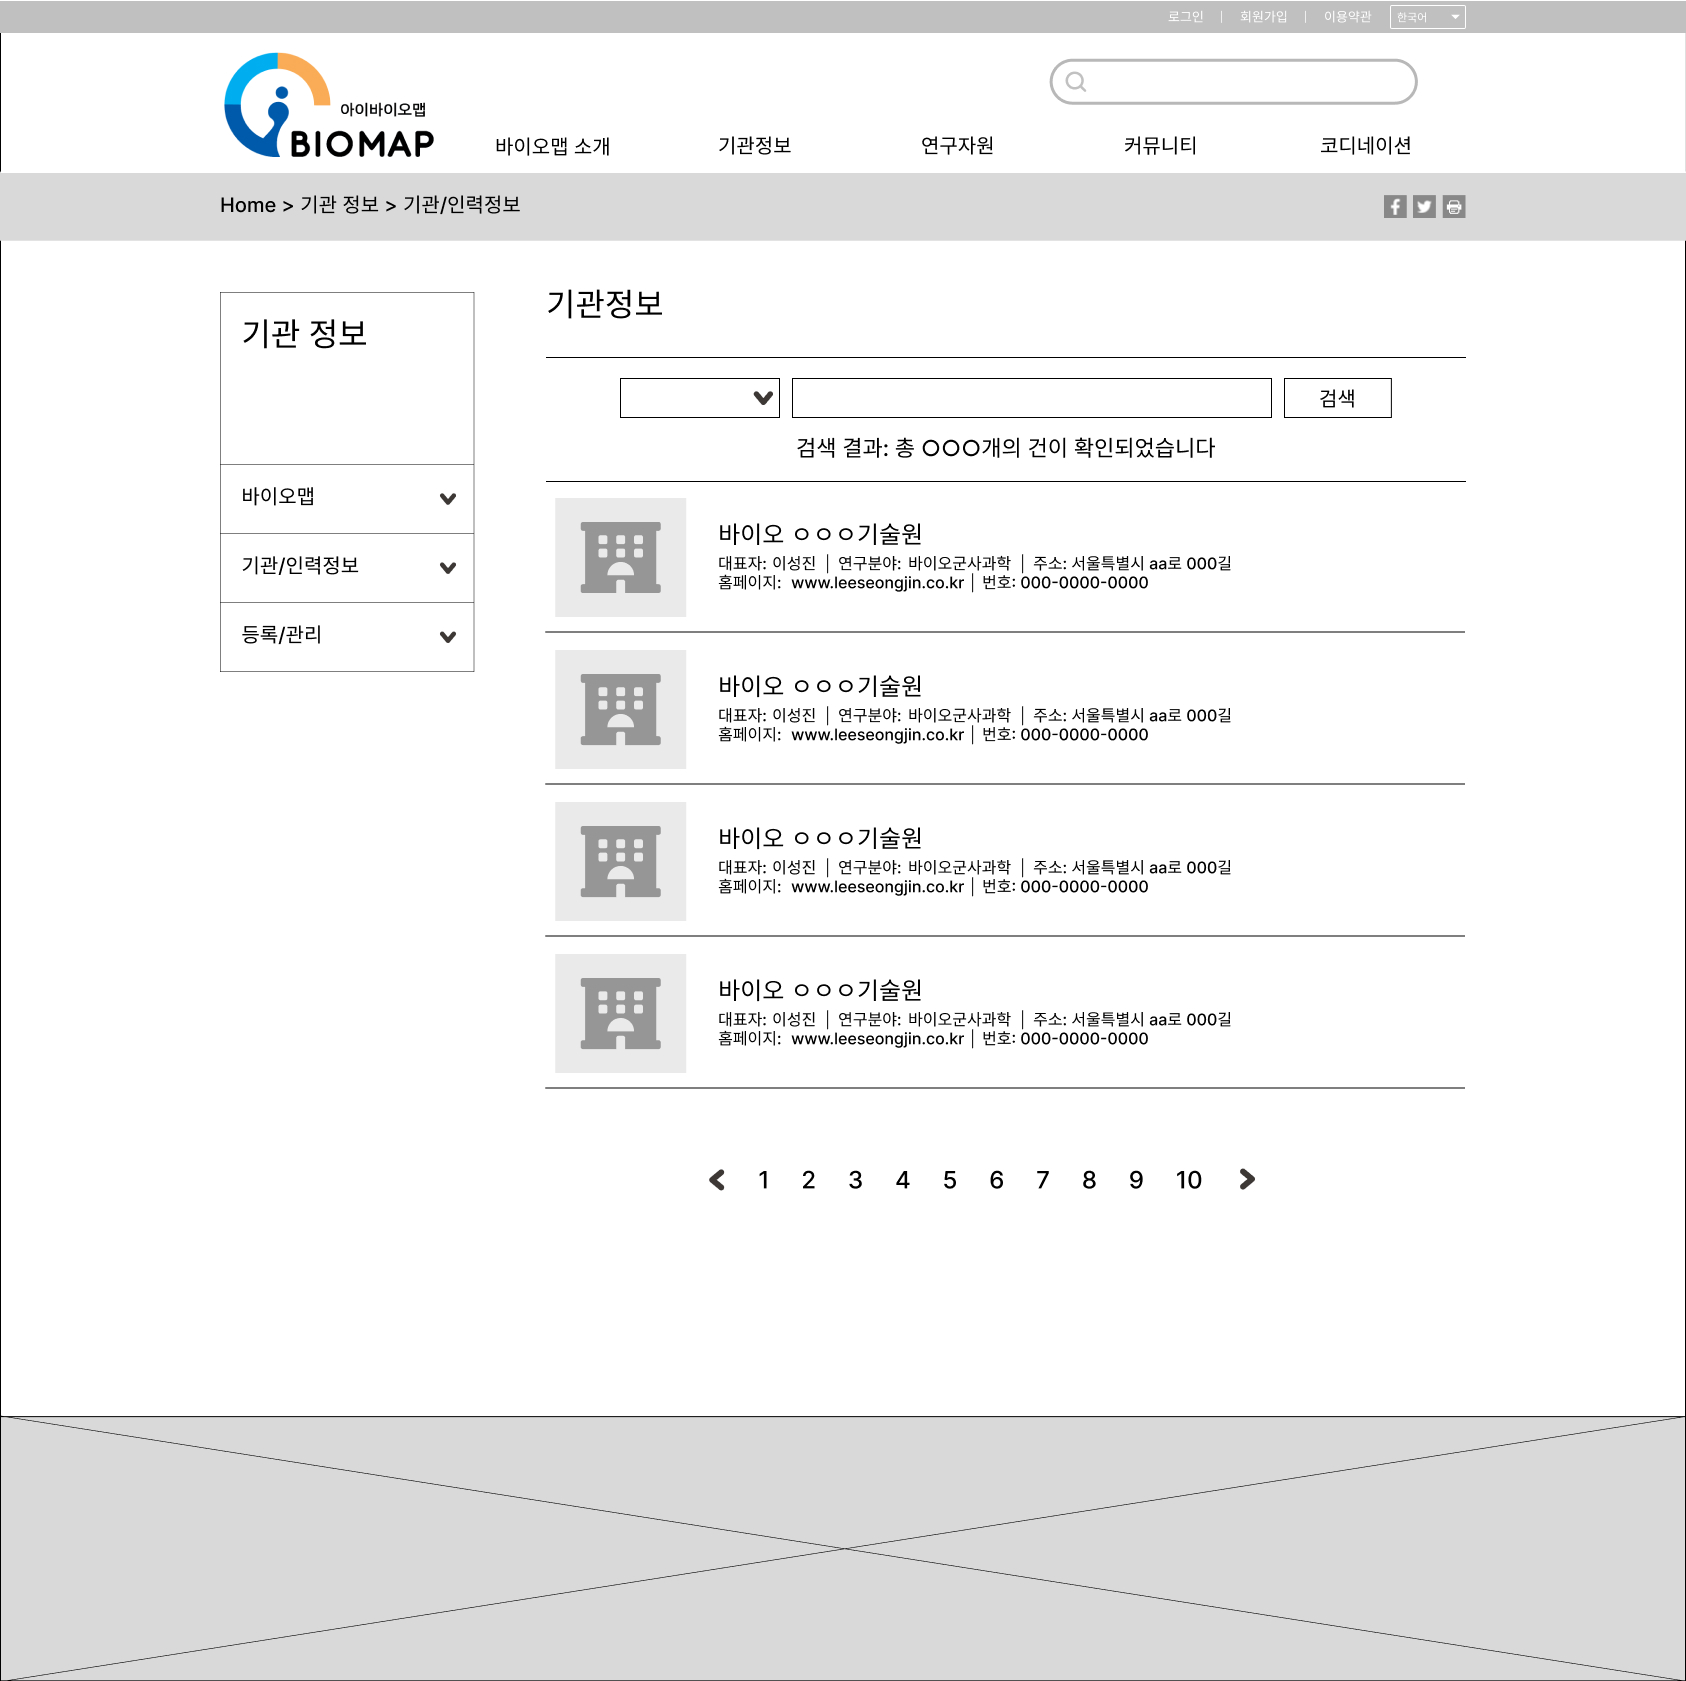 로그인 | 회원가입 | 이용약관 한국어
아이바이오맵
BIOMAP
바이오맵 소개 기관정보 연구자원 커뮤니티 코디네이션
Home > 기관 정보 > 기관/인력정보
기관 정보
바이오맵
기관/인력정보
등록/관리
기관정보
검색
검색 결과: 총 ㅇㅇㅇ개의 건이 확인되었습니다
바이오 ㅇㅇㅇ기술원
대표자: 이성진 | 연구분야: 바이오군사과학 | 주소: 서울특별시 aa로 000길
홈페이지: www.leeseongjin.co.kr | 번호: 000-0000-0000
바이오 ㅇㅇㅇ기술원
대표자: 이성진 | 연구분야: 바이오군사과학 | 주소: 서울특별시 aa로 000길
홈페이지: www.leeseongjin.co.kr | 번호: 000-0000-0000
바이오 ㅇㅇㅇ기술원
대표자: 이성진 | 연구분야: 바이오군사과학 | 주소: 서울특별시 aa로 000길
홈페이지: www.leeseongjin.co.kr | 번호: 000-0000-0000
바이오 ㅇㅇㅇ기술원
대표자: 이성진 | 연구분야: 바이오군사과학 | 주소: 서울특별시 aa로 000길
홈페이지: www.leeseongjin.co.kr | 번호: 000-0000-0000
1 2 3 4 5 6 7 8 9 10